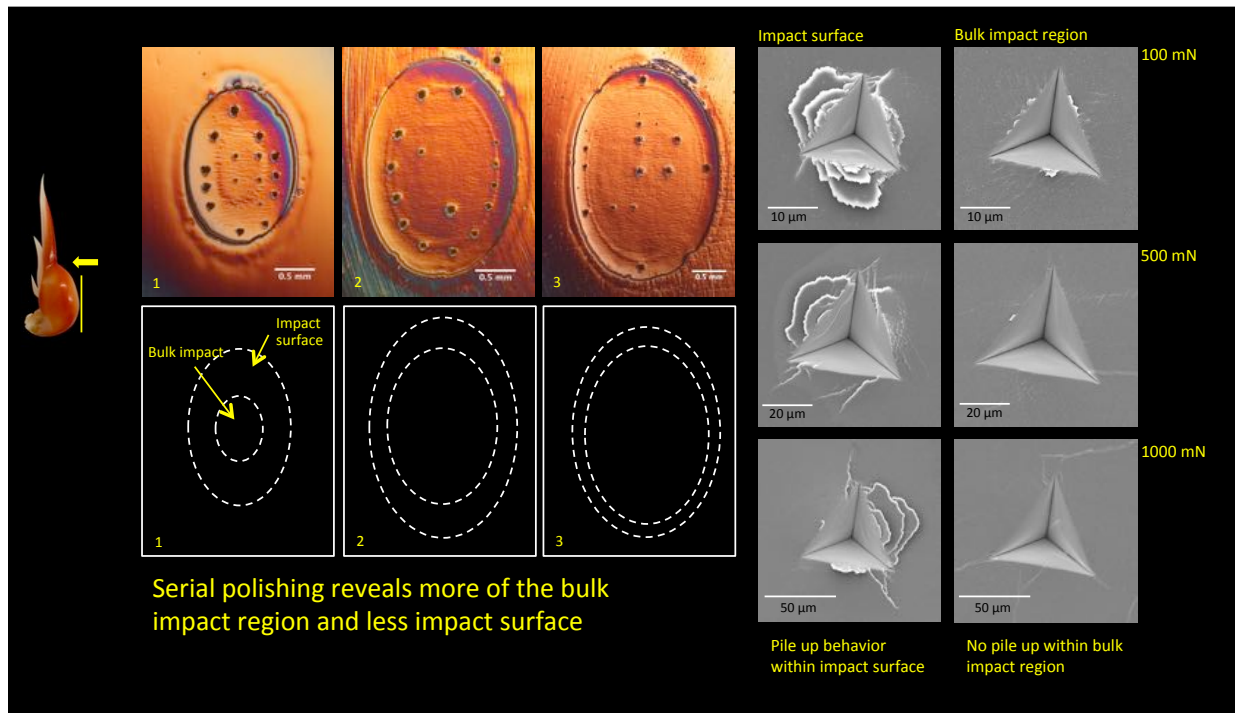 Impact surface
Bulk impact region
100 mN
0.5 mm
0.5 mm
0.5 mm
1
2
3
10 µm
10 µm
500 mN
20 µm
20 µm
Impact
surface
Bulk impact
1
2
3
1000 mN
50 µm
50 µm
Serial polishing reveals more of the bulk
impact region and less impact surface
Pile up behavior
within impact surface
No pile up within bulk
impact region